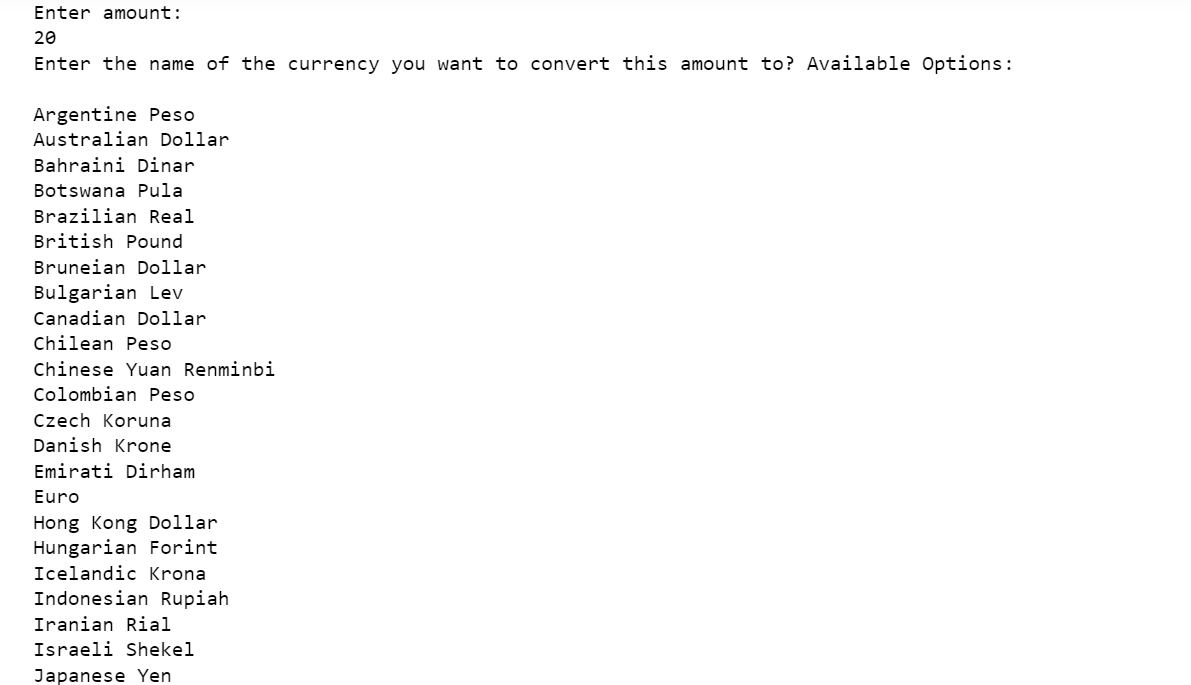 Enter amount:
20
Enter the name of the currency you want to convert this amount to? Available Options:
Argentine Peso
Australian Dollar
Bahraini Dinar
Botswana Pula
Brazilian Real
British Pound
Bruneian Dollar
Bulgarian Lev
Canadian Dollar
Chilean Peso
Chinese Yuan Renminbi
Colombian Peso
Czech Koruna
Danish Krone
Emirati Dirham
Euro
Hong Kong Dollar
Hungarian Forint
Icelandic Krona
Indonesian Rupiah
Iranian Rial
Israeli Shekel
Japanese Yen